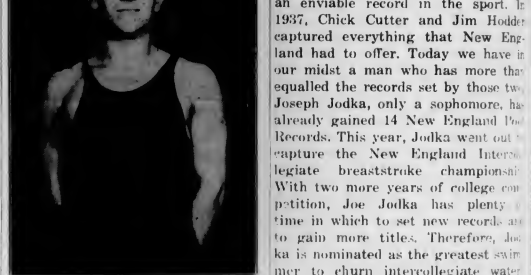 an enviable record in the sport. In
1937, Chick Cutter and Jim Hodder
captured everything that New Eng-
land had to offer. Today we have in
our midst a man who has more than
equalled the records set by those two.
Joseph Jodka, only a sophomore, has
already gained 14 New England Pool
Records. This year, Jodka went out to
capture the New England Interco-
legiate breaststroke championship.
With two more years of college com-
petition, Joe Jodka has plenty of
time in which to set new records and
to gain more titles. Therefore, Jod-
ka is nominated as the greatest swim-
mer to churn intercollegiate water